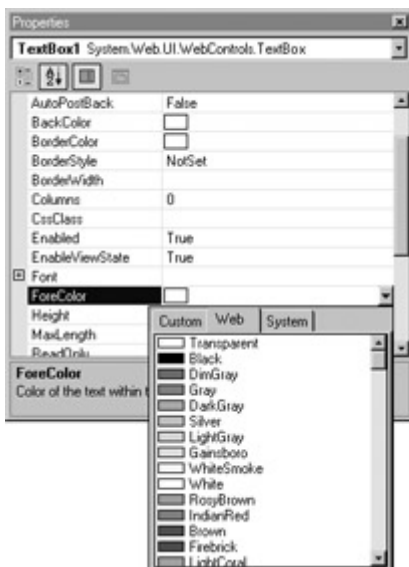 Properties
TextBox1 System.Web.UI.WebControls.TextBox
AutoPostBack False
BackColor
BorderColor
BorderStyle NotSet
BorderWidth
Columns 0
CssClass
Enabled True
EnableViewState True
Font
ForeColor
Height
MaxLength
ReadOnly
ForeColor
Color of the text within t
Custom Web System
Transparent
Black
DimGray
Gray
DarkGray
Silver
LightGray
Gainsboro
WhiteSmoke
White
RosyBrown
IndianRed
Brown
Firebrick
LightCoral